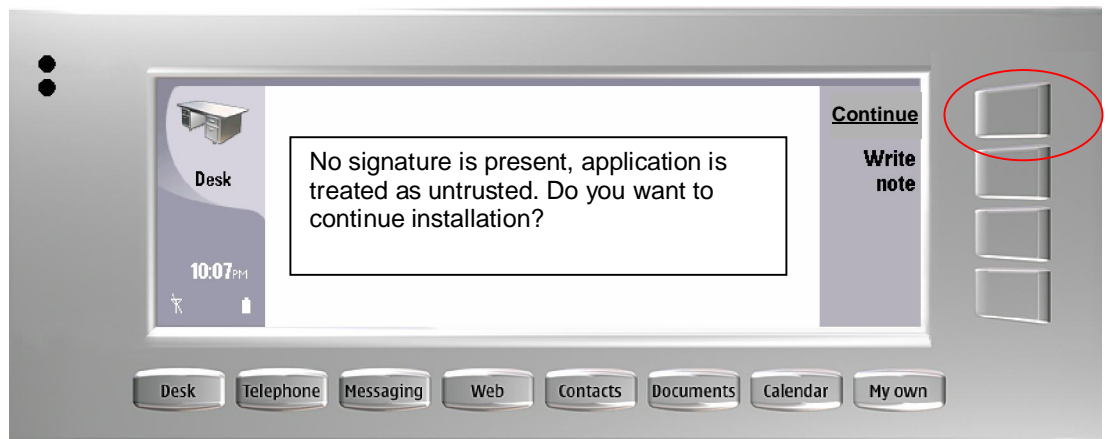 Continue
No signature is present, application is
treated as untrusted. Do you want to
continue installation?
Write
note
Desk
10:07PM
Desk
Telephone
Messaging
Web
Contacts
Documents
Calendar
My own